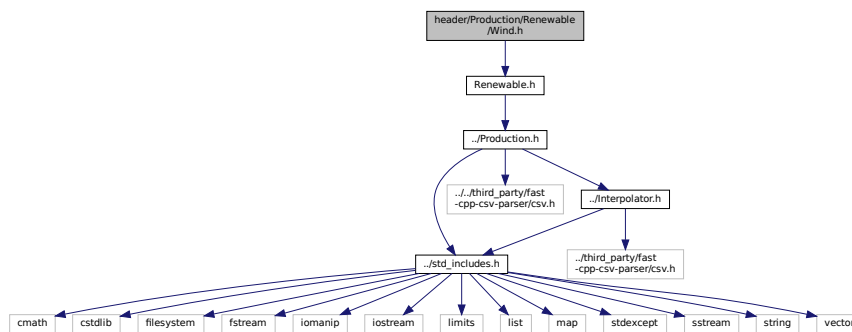 header/Production/Renewable
/Wind.h
Renewable.h
../Production.h
../../third_party/fast
-cpp-csv-parser/csv.h
../Interpolator.h
../third_party/fast
-cpp-csv-parser/csv.h
../std_includes.h
cmath
cstdlib
filesystem
fstream
iomanip
iostream
limits
list
map
stdexcept
sstream
string
vector